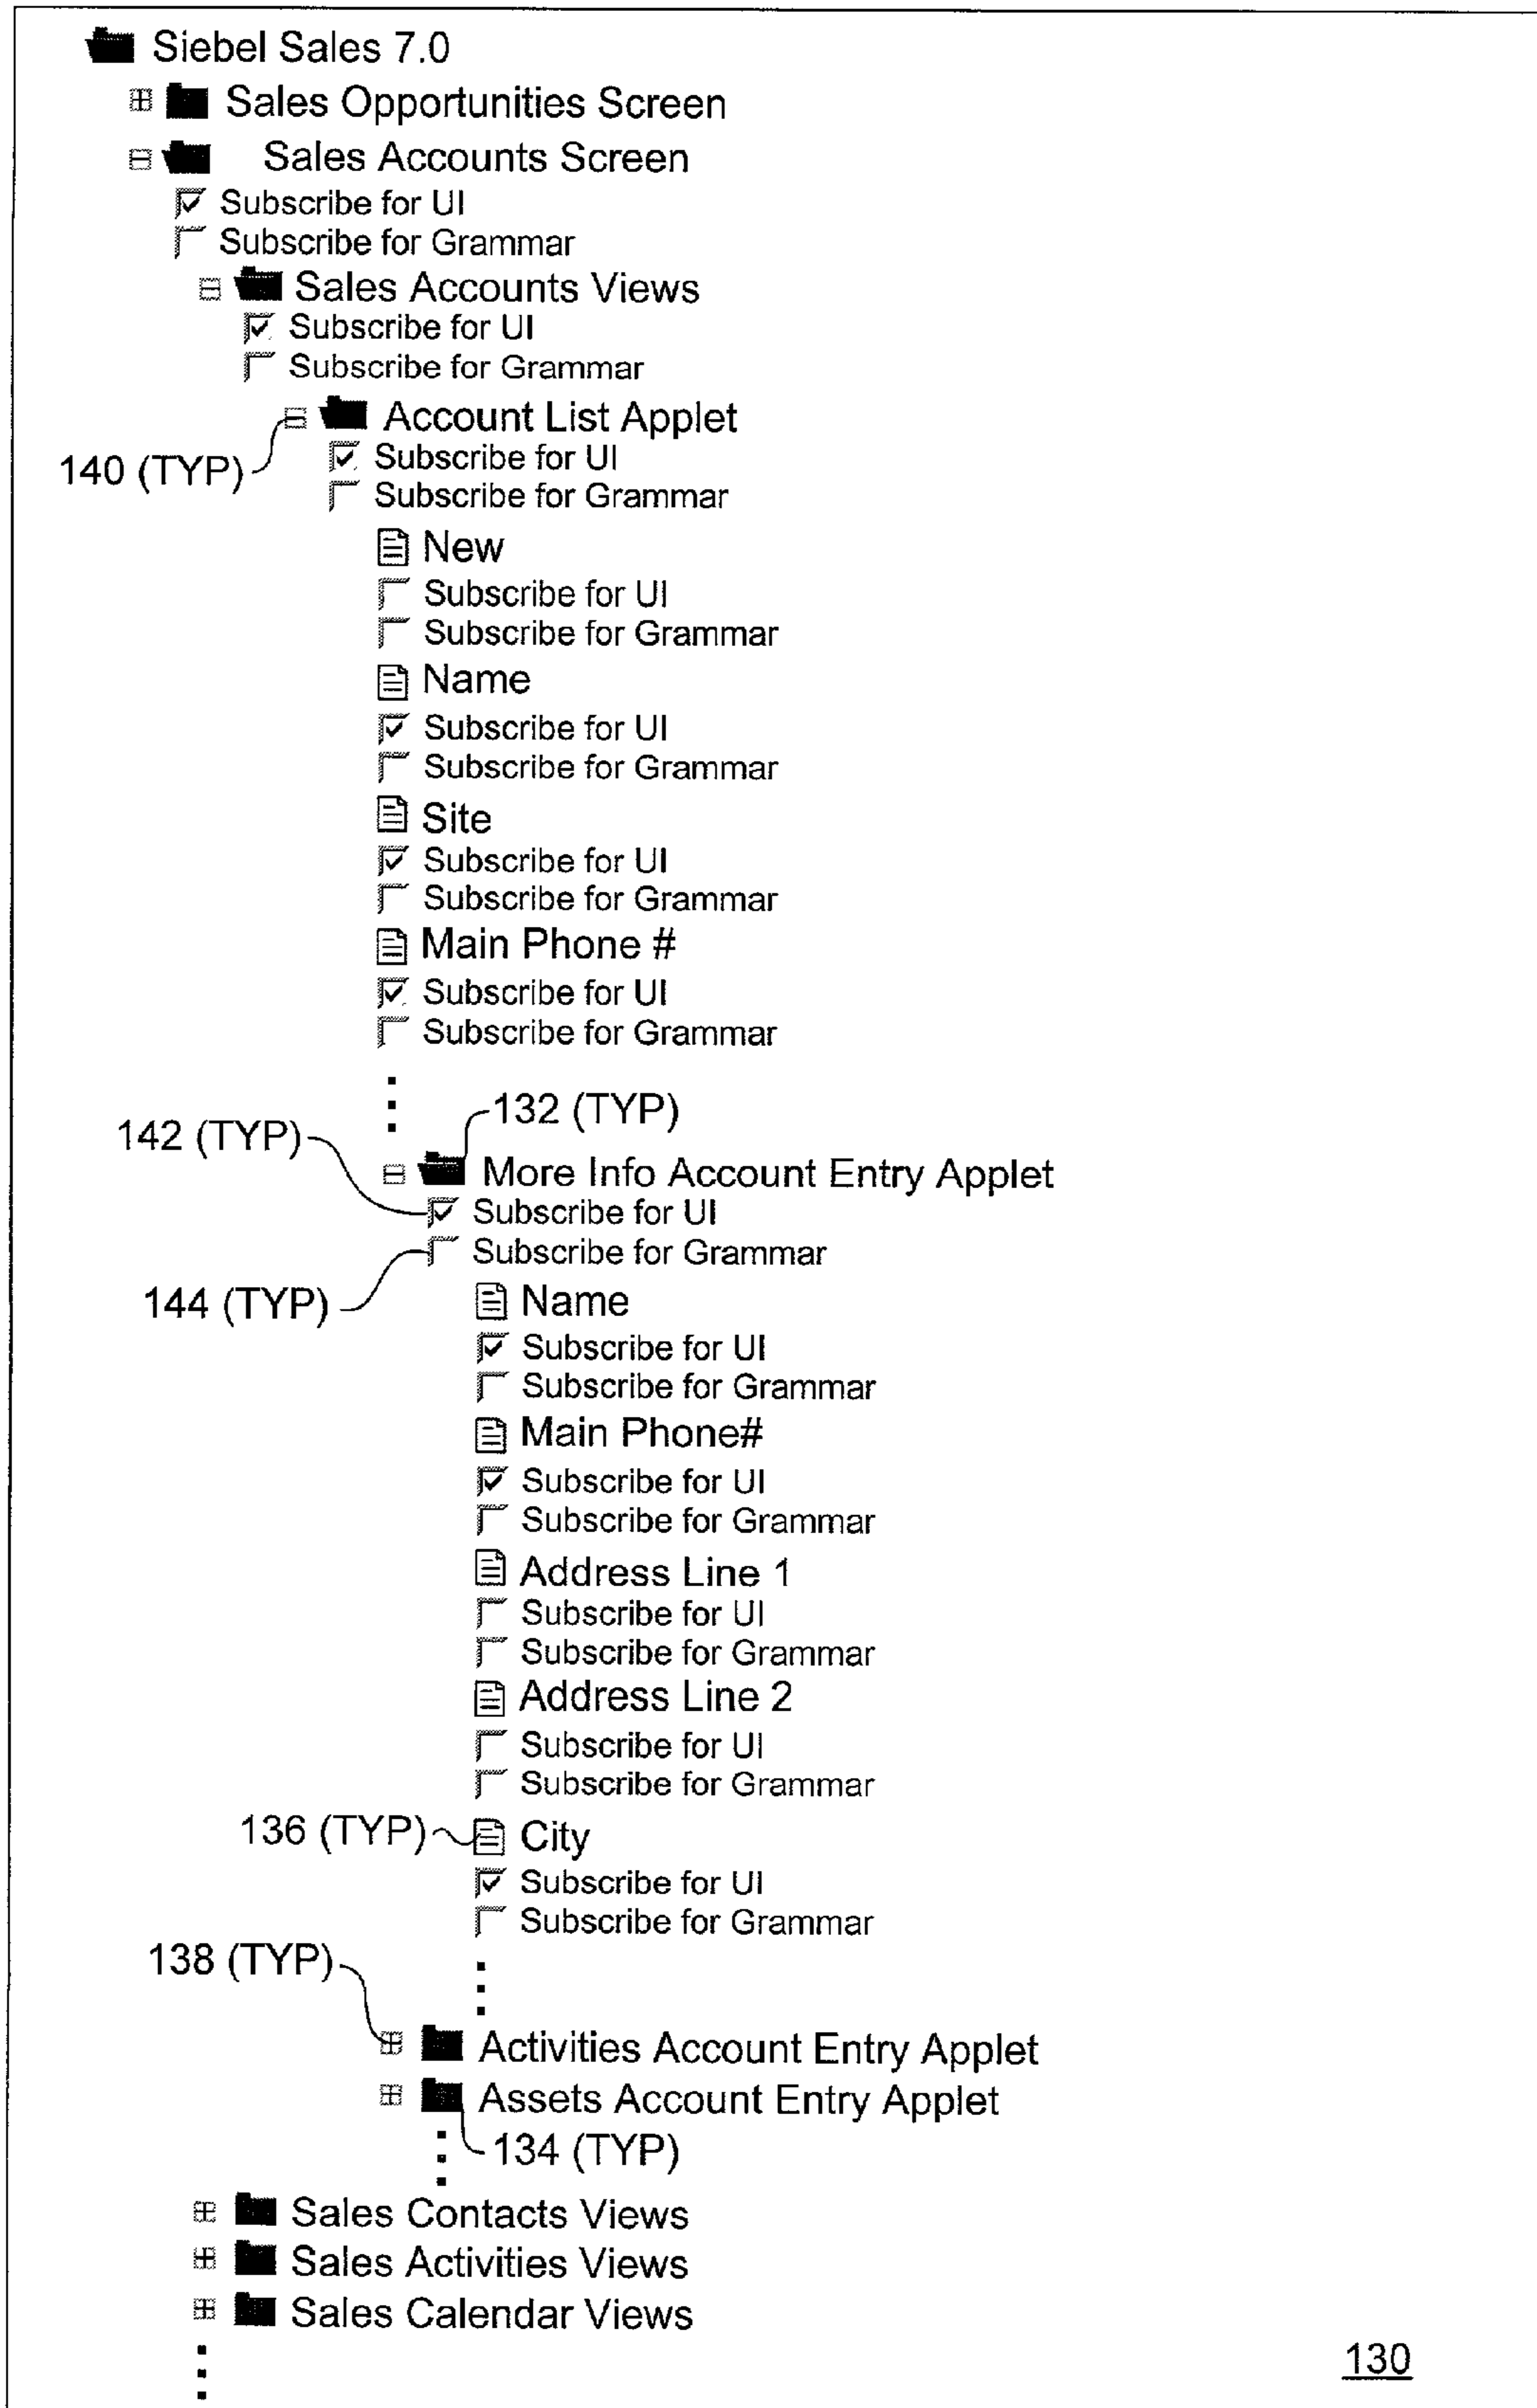 Siebel Sales 7.0
Sales Opportunities Screen
Sales Accounts Screen
Subscribe for UI
Subscribe for Grammar
Sales Accounts Views
Subscribe for UI
Subscribe for Grammar
Account List Applet
140 (TYP)
Subscribe for UI
Subscribe for Grammar
New
Subscribe for UI
Subscribe for Grammar
Name
Subscribe for UI
Subscribe for Grammar
Site
Subscribe for UI
Subscribe for Grammar
Main Phone #
Subscribe for UI
Subscribe for Grammar
132 (TYP)
142 (TYP)
More Info Account Entry Applet
Subscribe for UI
Subscribe for Grammar
144 (TYP)
Name
Subscribe for UI
Subscribe for Grammar
Main Phone#
Subscribe for UI
Subscribe for Grammar
Address Line 1
Subscribe for UI
Subscribe for Grammar
Address Line 2
Subscribe for UI
Subscribe for Grammar
136 (TYP) City
Subscribe for UI
Subscribe for Grammar
138 (TYP)
Activities Account Entry Applet
Assets Account Entry Applet
134 (TYP)
Sales Contacts Views
Sales Activities Views
Sales Calendar Views
130